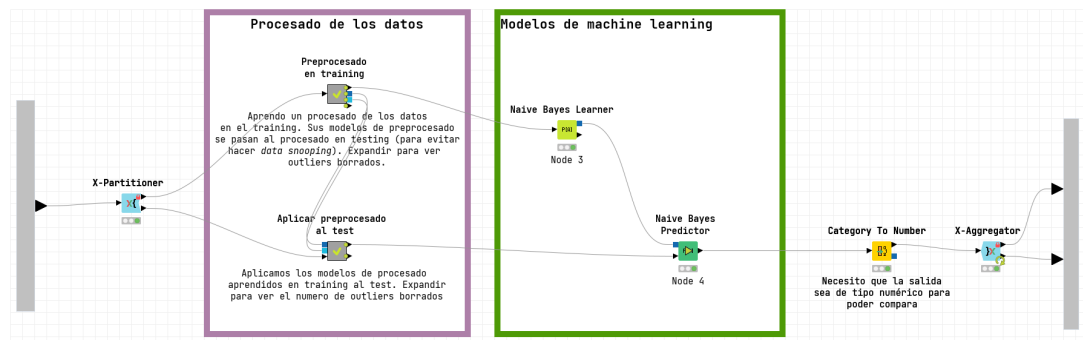 Procesado de los datos
Modelos de machine learning
Preprocesado
en training
Aprendo un procesado de los datos
en el training. Sus modelos de preprocesado
se pasan al procesado en testing (para evitar
hacer data snooping). Expandir para ver
outliers borrados.
Naive Bayes Learner
P(A|B)
Node 3
X-Partitioner
Aplicar preprocesado
al test
Aplicamos los modelos de procesado
aprendidos en training al test. Expandir
para ver el numero de outliers borrados
Naive Bayes
Predictor
Node 4
Category To Number
Necesito que la salida
sea de tipo numérico para
poder compara
X-Aggregator